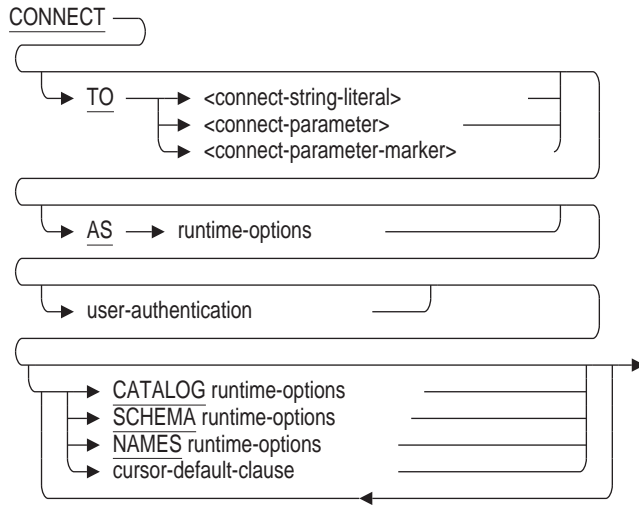 CONNECT
TO <connect-string-literal>
<connect-parameter>
<connect-parameter-marker>
AS runtime-options
user-authentication
CATALOG runtime-options
SCHEMA runtime-options
NAMES runtime-options
cursor-default-clause